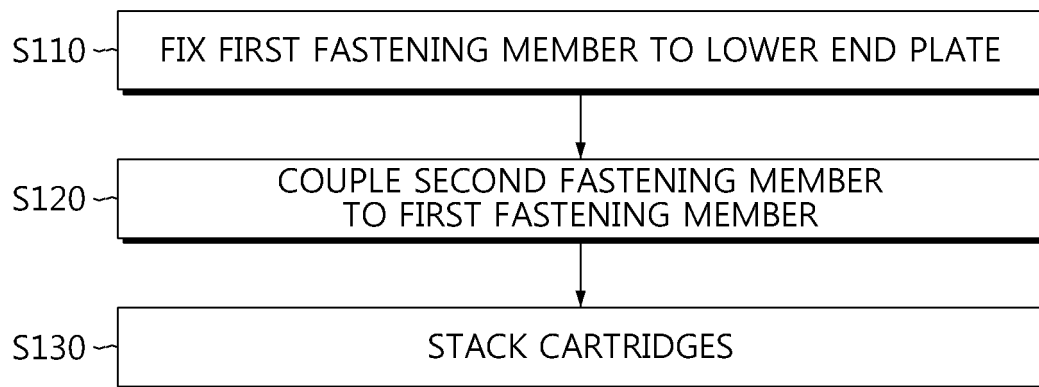 S110 FIX FIRST FASTENING MEMBER TO LOWER END PLATE
S120 COUPLE SECOND FASTENING MEMBER
TO FIRST FASTENING MEMBER
S130 STACK CARTRIDGES